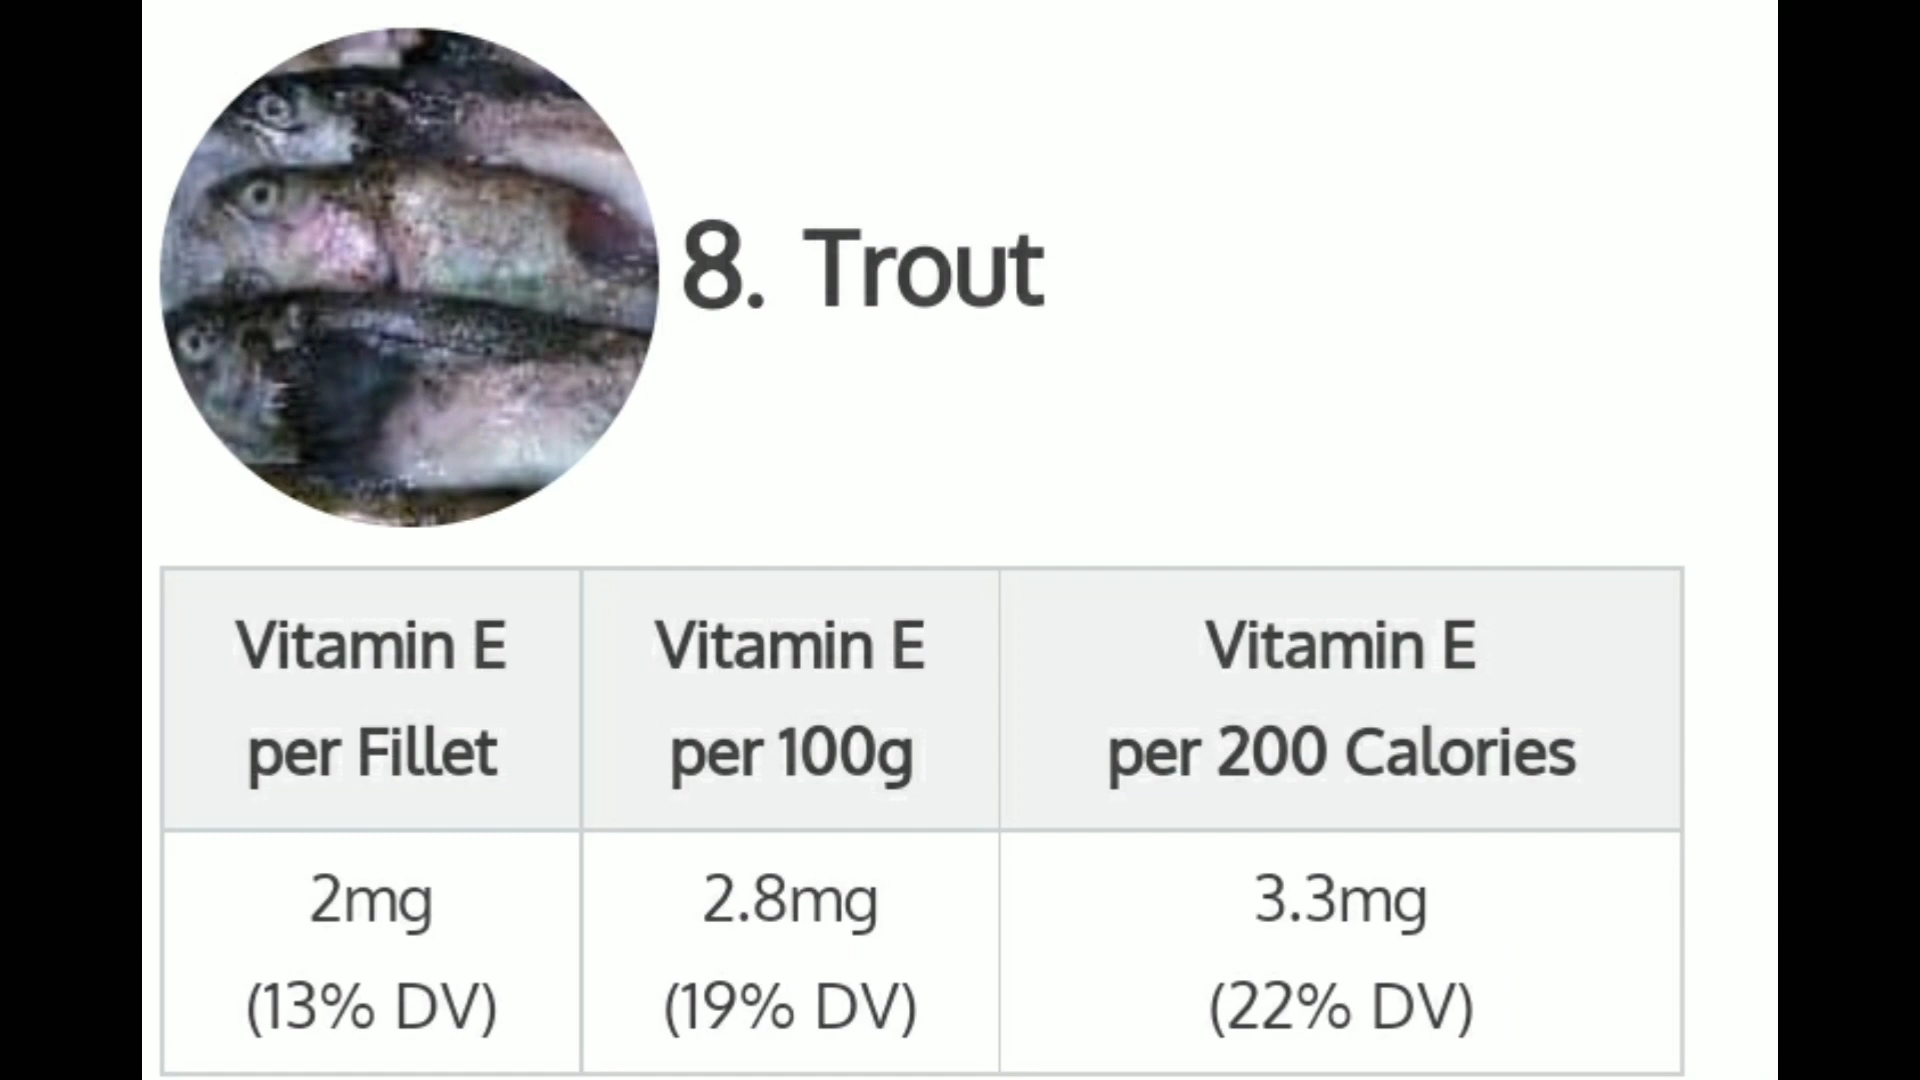 8. Trout
Vitamin E
per Fillet
Vitamin E
per 100g
Vitamin E
per 200 Calories
2mg
(13% DV)
2.8mg
(19% DV)
3.3mg
(22% DV)